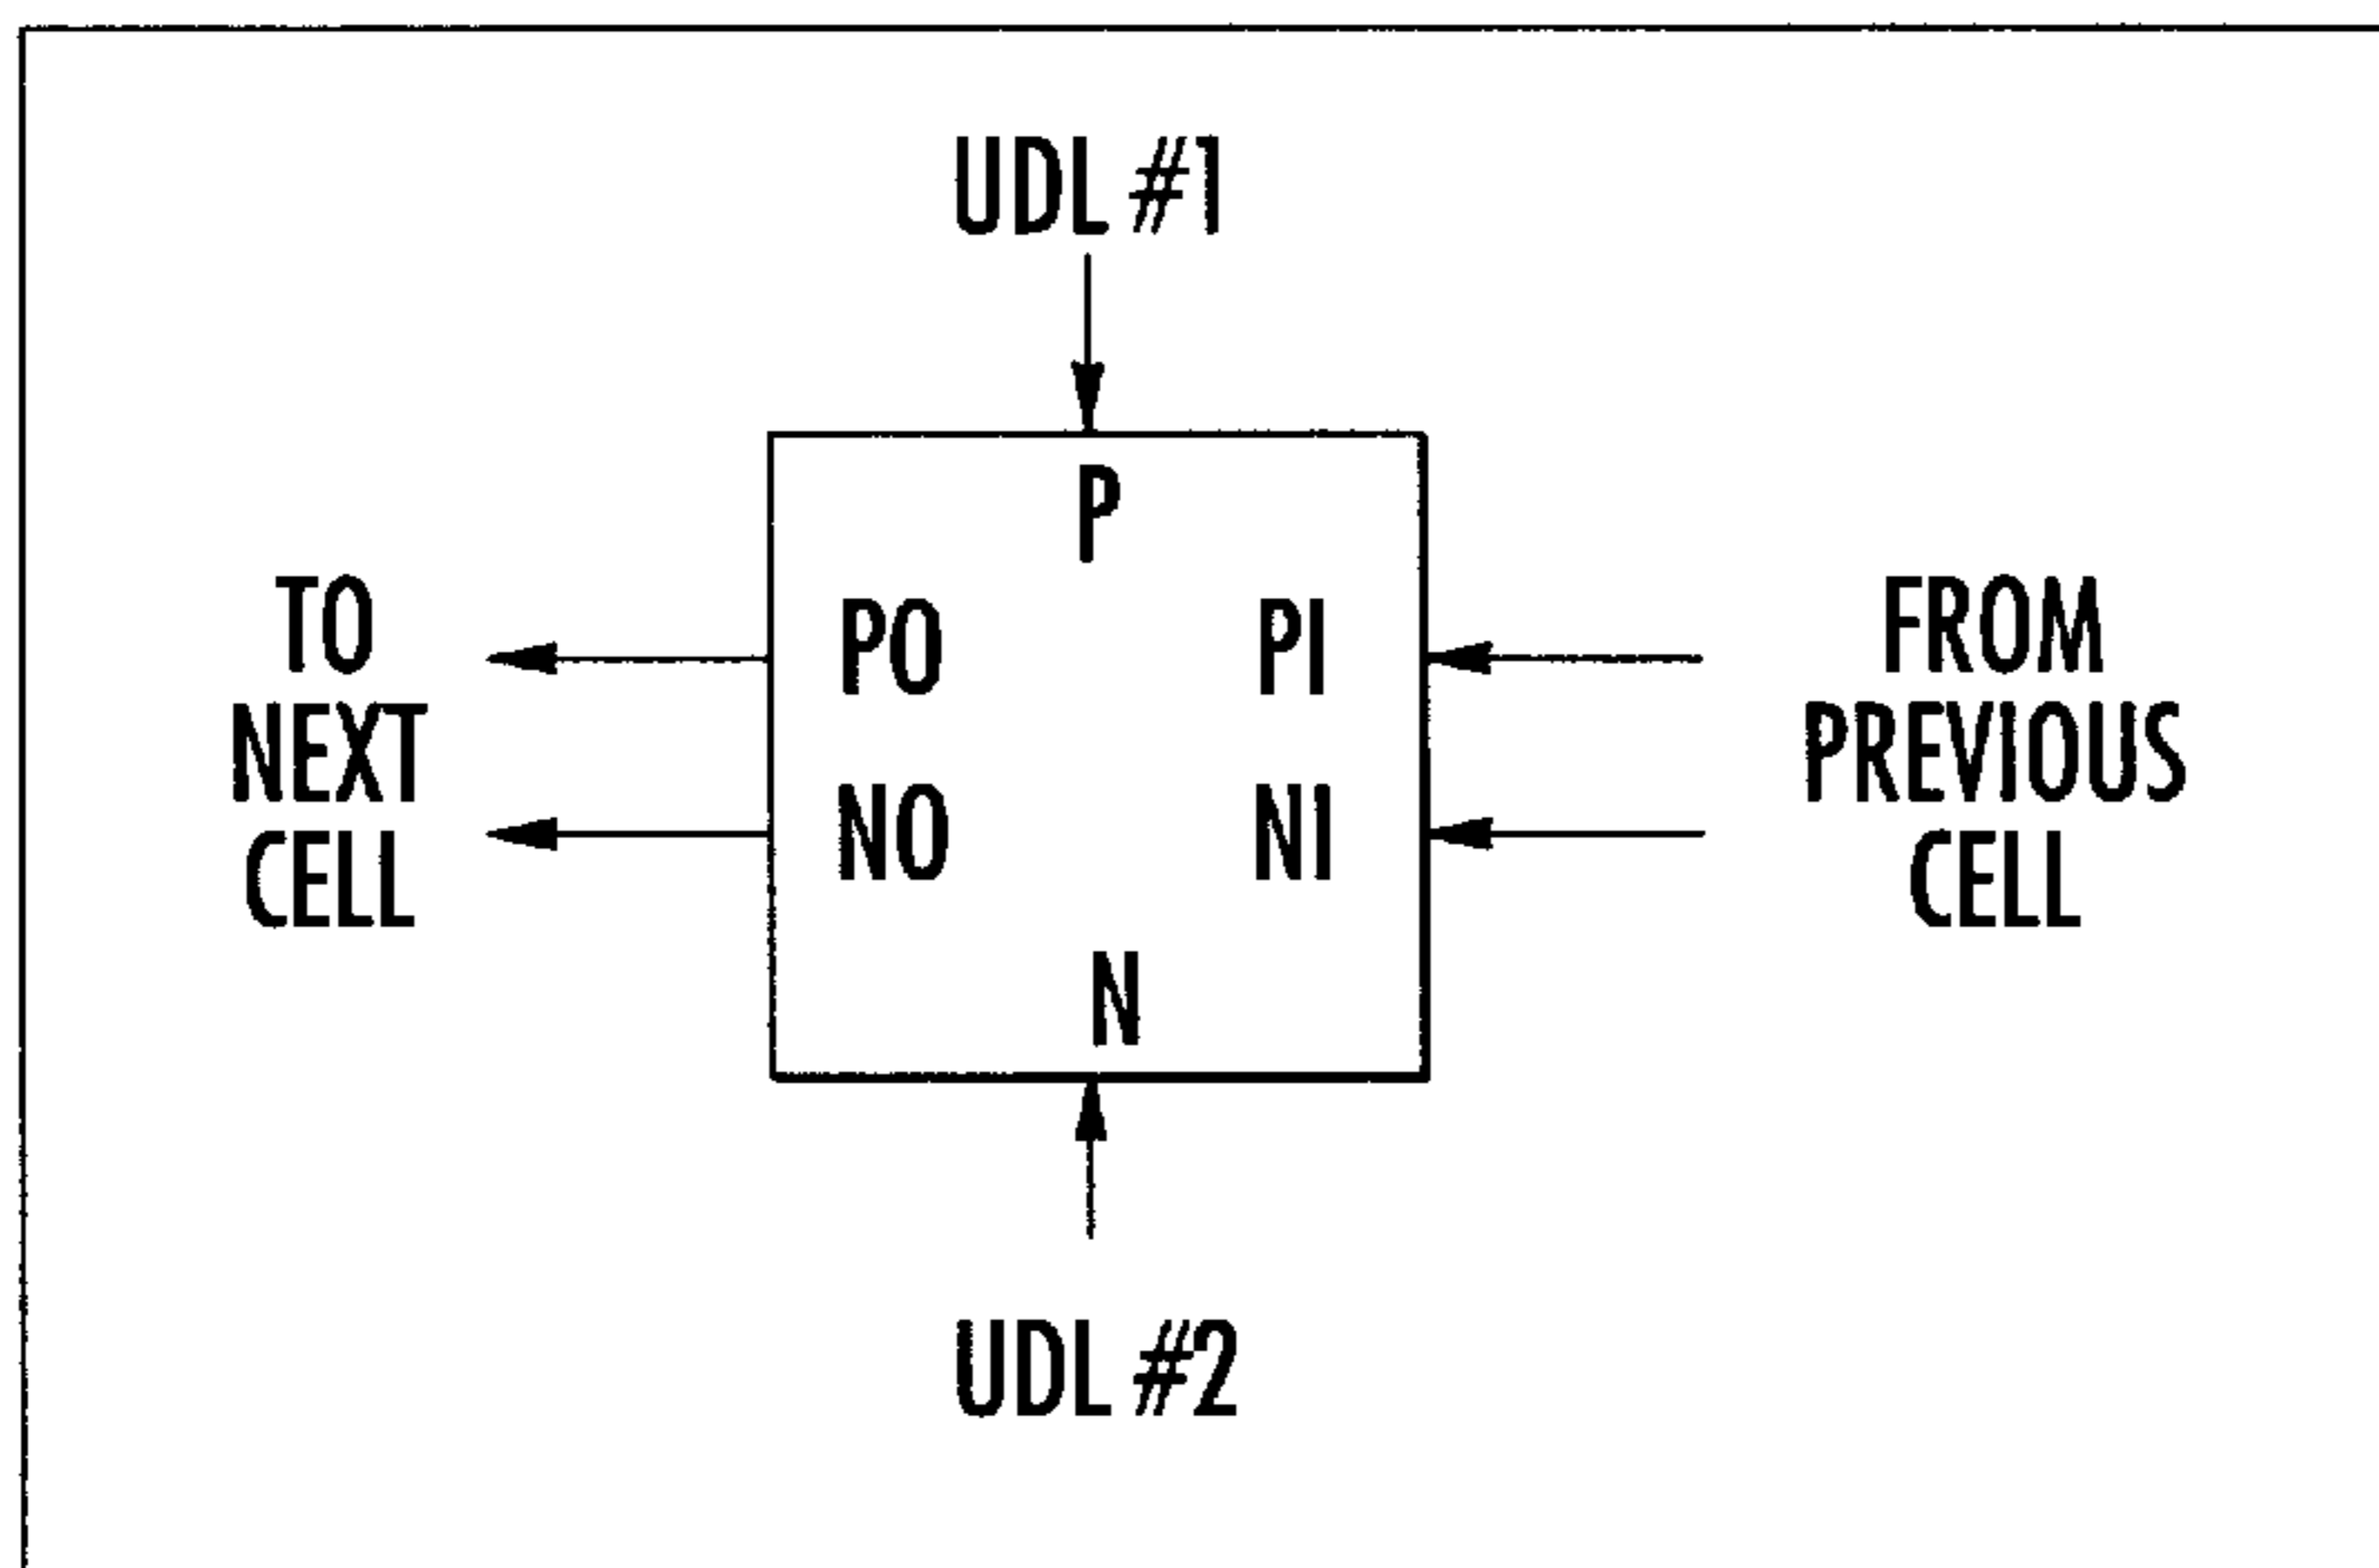 UDL #1
P
TO
NEXT
CELL
PO
PI
NO
NI
FROM
PREVIOUS
CELL
N
UDL #2